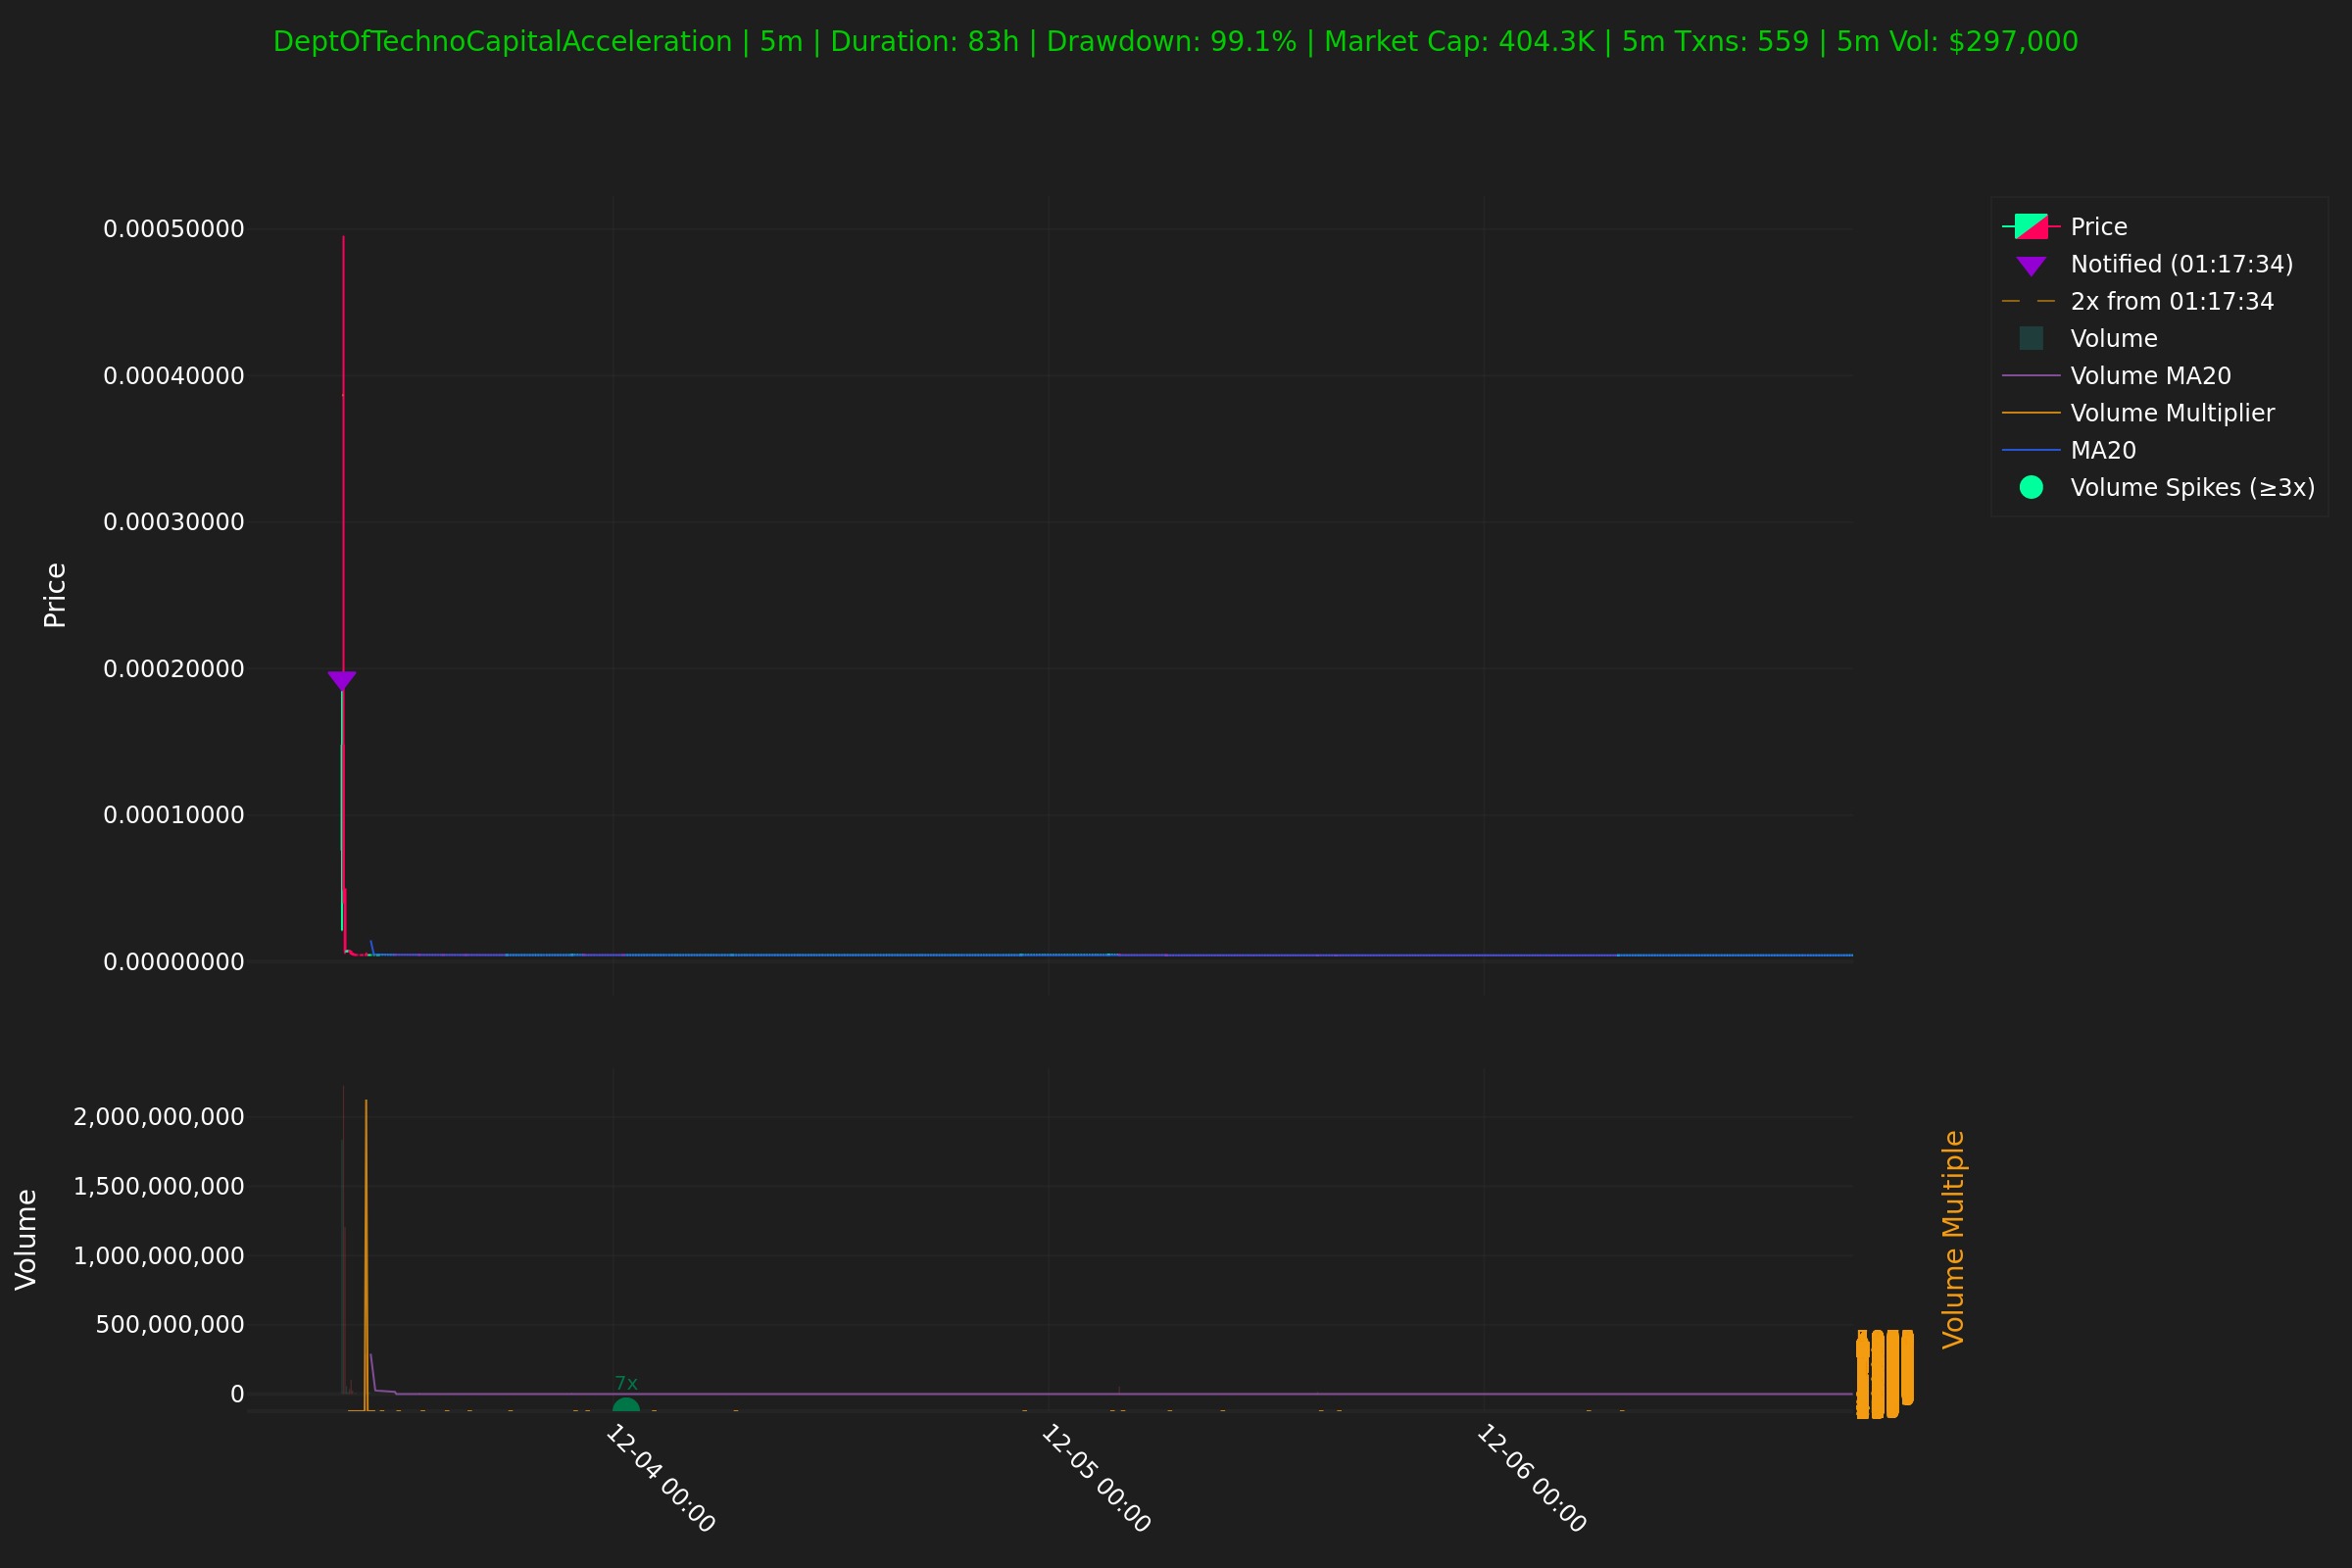 DeptOfTechnoCapitalAcceleration | 5m | Duration: 83h | Drawdown: 99.1% | Market Cap: 404.3K | 5m Txns: 559 | 5m Vol: $297,000
Price
0.00050000
0.00040000
0.00030000
0.00020000
0.00010000
0.00000000
Price
Notified (01:17:34)
2x from 01:17:34
Volume
Volume MA20
Volume Multiplier
MA20
Volume Spikes (≥3x)
Volume
2,000,000,000
1,500,000,000
1,000,000,000
500,000,000
0
7x
Volume Multiple
12-04 00:00
12-05 00:00
12-06 00:00